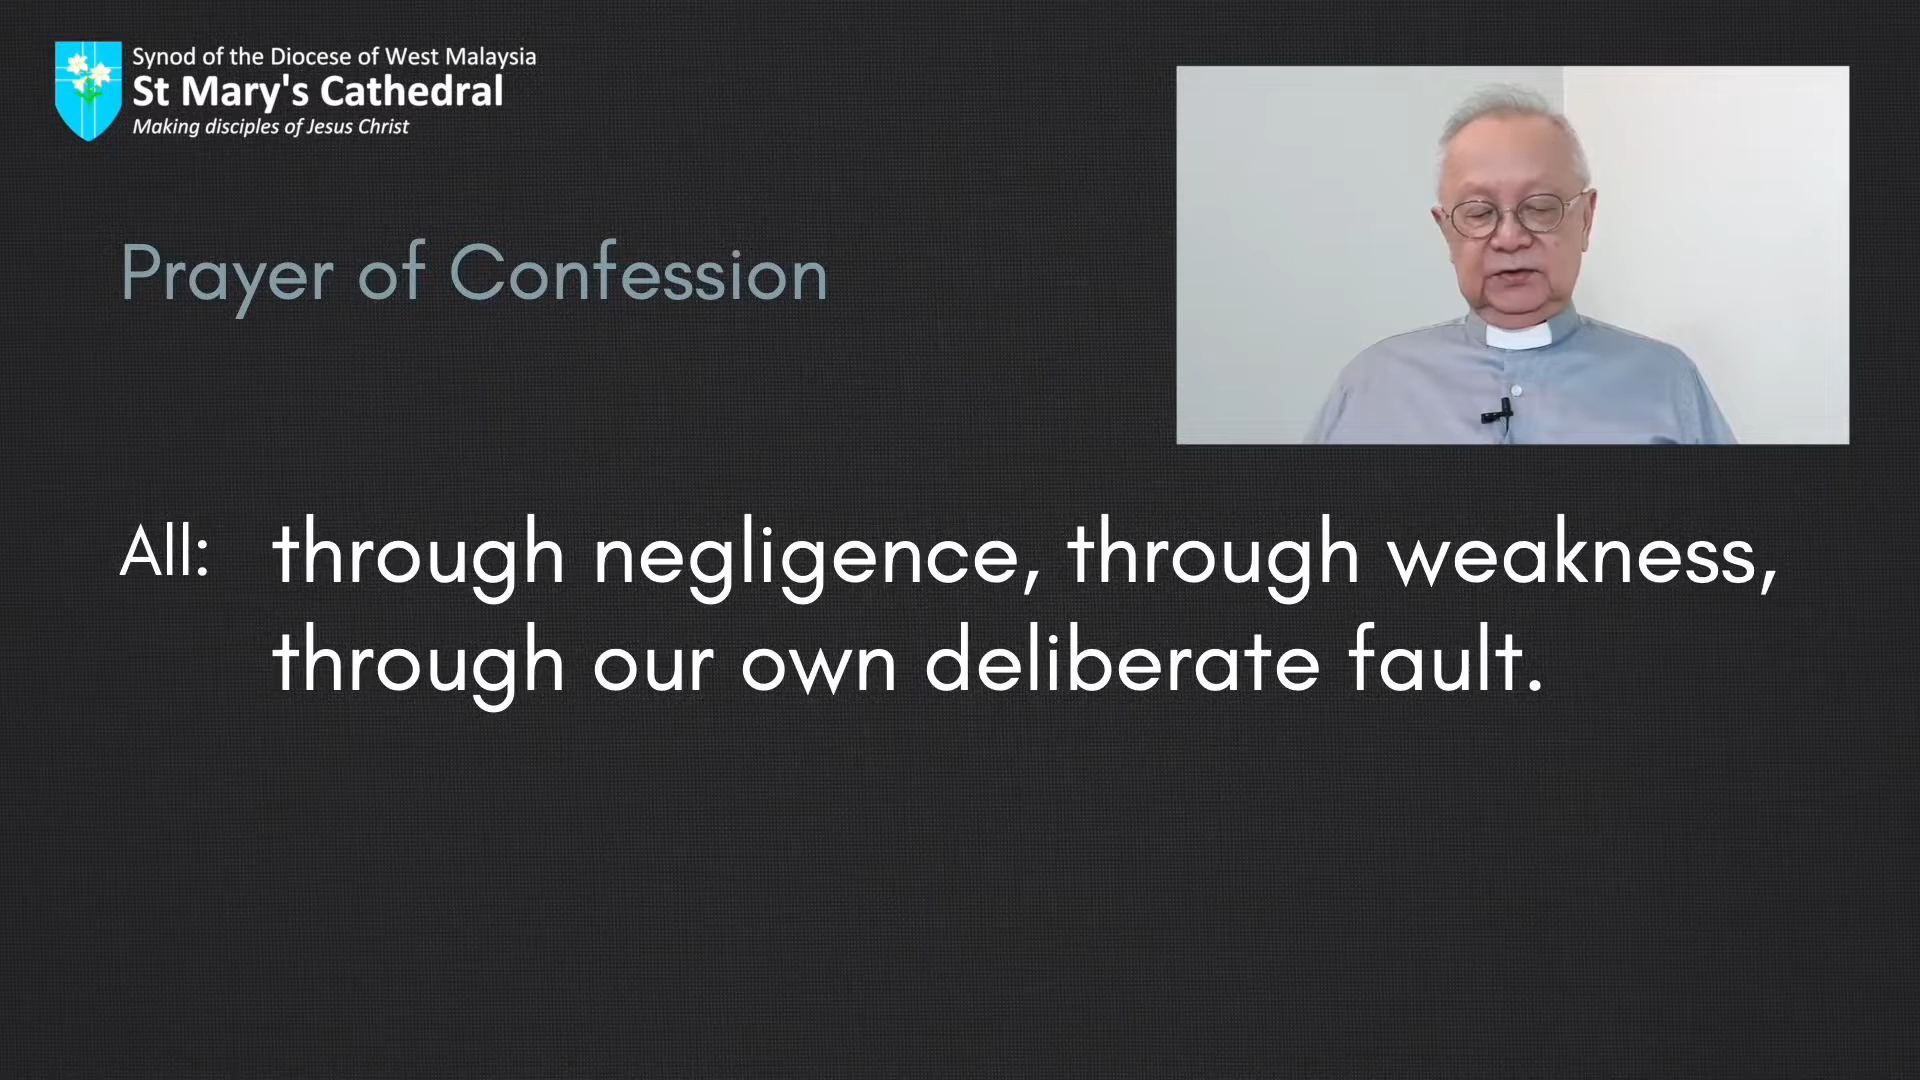 Synod of the Diocese of West Malaysia
St Mary's Cathedral
Making disciples of Jesus Christ
Prayer of Confession
All: through negligence, through weakness,
through our own deliberate fault.